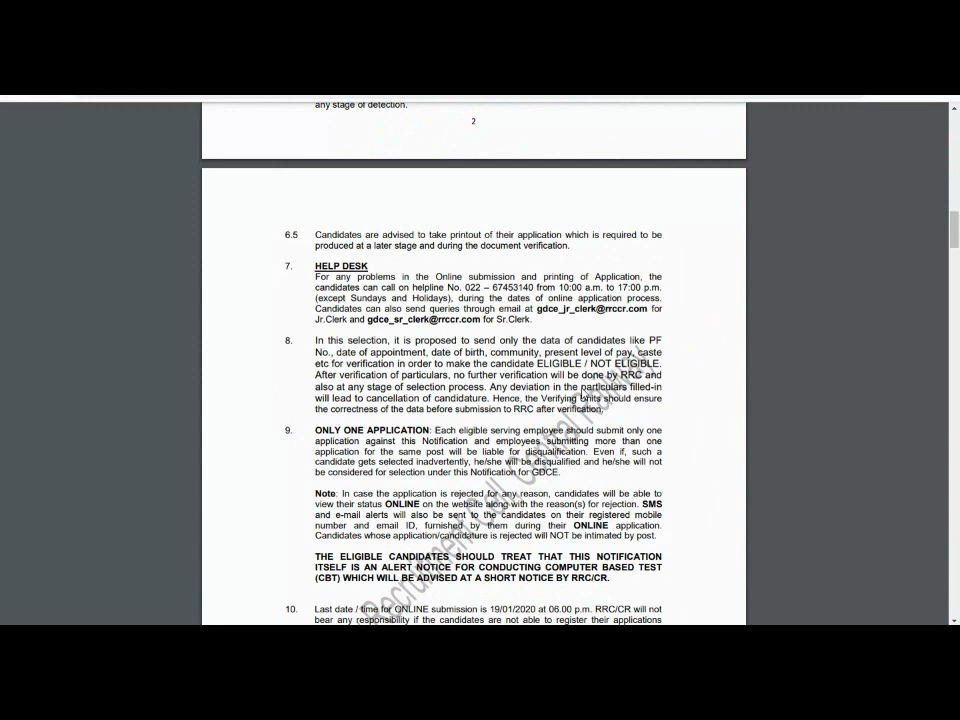 any stage of detection.
2
6.5 Candidates are advised to take printout of their application which is required to be
produced at a later stage and during the document verification.
7. HELP DESK
For any problems in the Online submission and printing of Application, the
candidates can call on helpline No. 022 – 67453140 from 10:00 a.m. to 17:00 p.m.
(except Sundays and Holidays), during the dates of online application process.
Candidates can also send queries through email at gdce_jr_clerk@rrccr.com for
Jr.Clerk and gdce_sr_clerk@rrccr.com for Sr.Clerk.
8. In this selection, it is proposed to send only the data of candidates like PF
No., date of appointment, date of birth, community, present level of pay, caste
etc for verification in order to make the candidate ELIGIBLE / NOT ELIGIBLE.
After verification of particulars, no further verification will be done by RRC and
also at any stage of selection process. Any deviation in the particulars filled-in
will lead to cancellation of candidature. Hence, the Verifying Units should ensure
the correctness of the data before submission to RRC after verification.
9. ONLY ONE APPLICATION: Each eligible serving employee should submit only one
application against this Notification and employees submitting more than one
application for the same post will be liable for disqualification. Even if, such a
candidate gets selected inadvertently, he/she will be disqualified and he/she will not
be considered for selection under this Notification for GDCE.
Note: In case the application is rejected for any reason, candidates will be able to
view their status ONLINE on the website along with the reason(s) for rejection. SMS
and e-mail alerts will also be sent to the candidates on their registered mobile
number and email ID, furnished by them during their ONLINE application.
Candidates whose application/candidature is rejected will NOT be intimated by post.
THE ELIGIBLE CANDIDATES SHOULD TREAT THAT THIS NOTIFICATION
ITSELF IS AN ALERT NOTICE FOR CONDUCTING COMPUTER BASED TEST
(CBT) WHICH WILL BE ADVISED AT A SHORT NOTICE BY RRC/CR.
10. Last date / time for ONLINE submission is 19/01/2020 at 06.00 p.m. RRC/CR will not
bear any responsibility if the candidates are not able to register their applications
Recruitment Cell, Central Railway